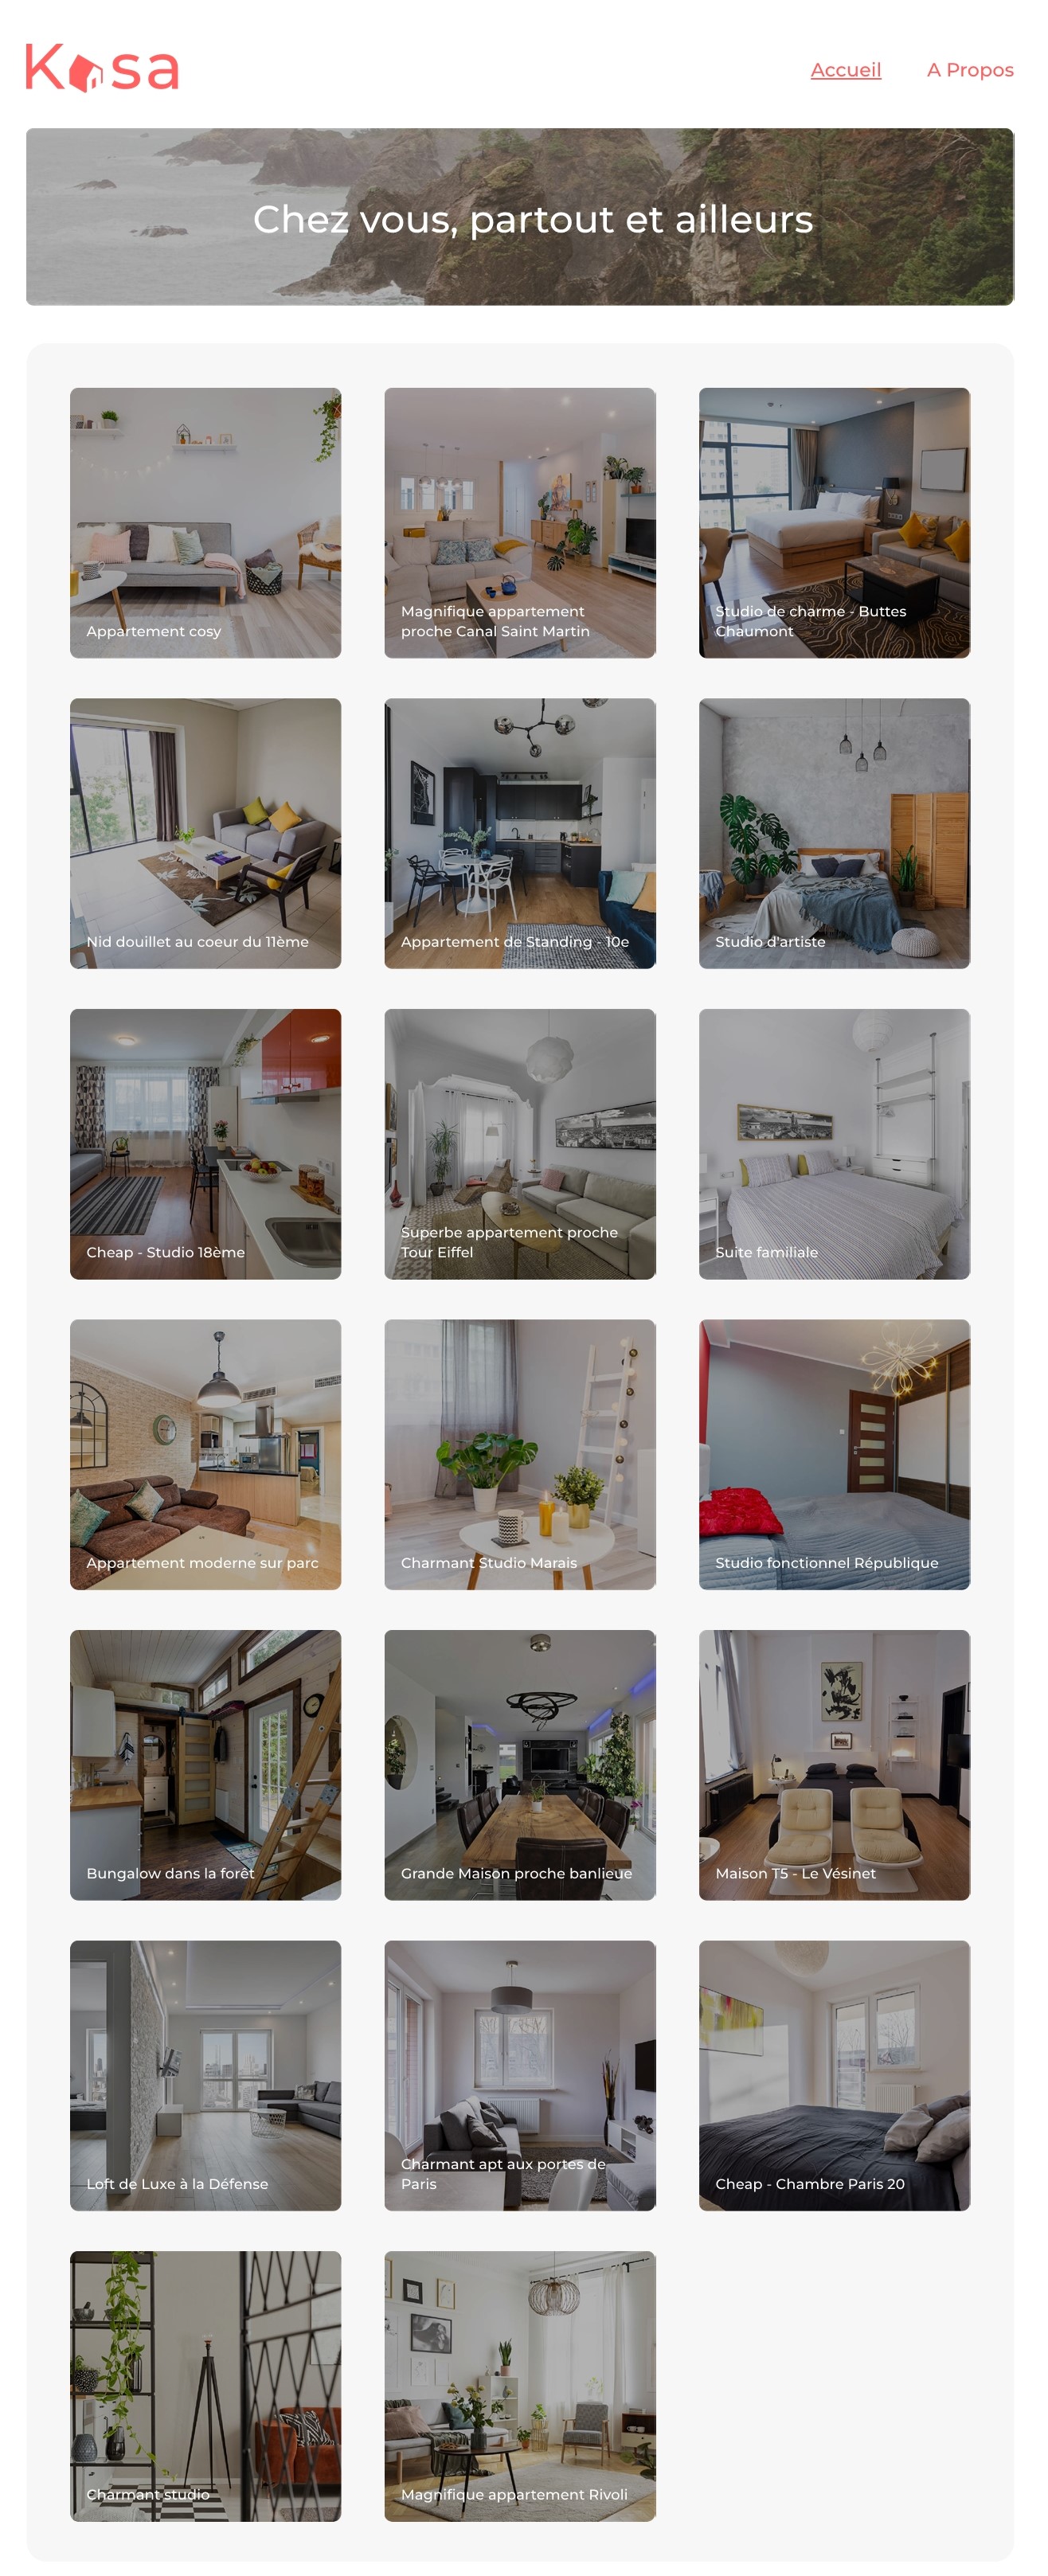 Kasa
Accueil
A Propos
Chez vous, partout et ailleurs
Appartement cosy
Magnifique appartement
proche Canal Saint Martin
Studio de charme - Buttes
Chaumont
Nid douillet au coeur du 11ème
Appartement de Standing - 10e
Studio d'artiste
Cheap - Studio 18ème
Superbe appartement proche
Tour Eiffel
Suite familiale
Appartement moderne sur parc
Charmant Studio Marais
Studio fonctionnel République
Bungalow dans la forêt
Grande Maison proche banlieue
Maison T5 - Le Vésinet
Loft de Luxe à la Défense
Charmant apt aux portes de
Paris
Cheap - Chambre Paris 20
Charmant studio
Magnifique appartement Rivoli